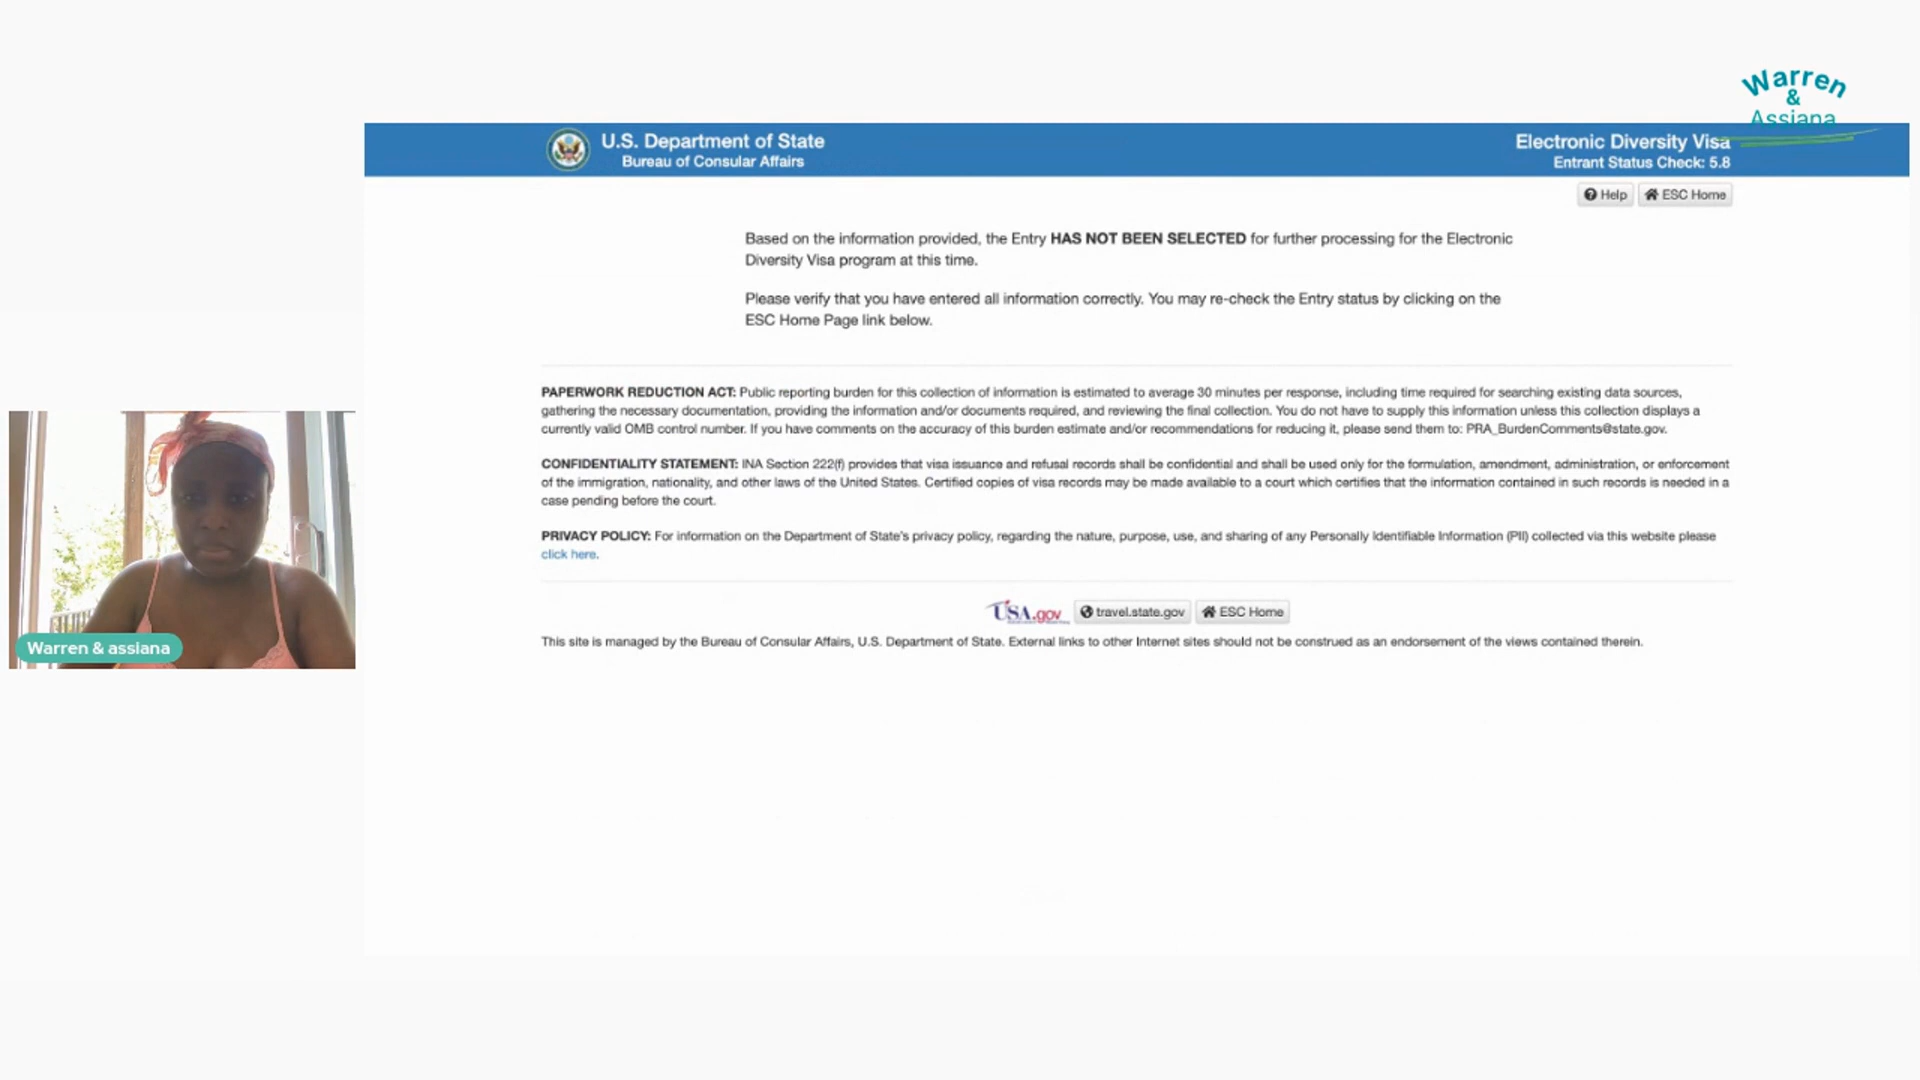 Warren
&
Assiana
U.S. Department of State
Bureau of Consular Affairs
Electronic Diversity Visa
Entrant Status Check: 5.8
Help
ESC Home
Based on the information provided, the Entry HAS NOT BEEN SELECTED for further processing for the Electronic
Diversity Visa program at this time.
Please verify that you have entered all information correctly. You may re-check the Entry status by clicking on the
ESC Home Page link below.
PAPERWORK REDUCTION ACT: Public reporting burden for this collection of information is estimated to average 30 minutes per response, including time required for searching existing data sources,
gathering the necessary documentation, providing the information and/or documents required, and reviewing the final collection. You do not have to supply this information unless this collection displays a
currently valid OMB control number. If you have comments on the accuracy of this burden estimate and/or recommendations for reducing it, please send them to: PRA_BurdenComments@state.gov.
CONFIDENTIALITY STATEMENT: INA Section 222(f) provides that visa issuance and refusal records shall be confidential and shall be used only for the formulation, amendment, administration, or enforcement
of the immigration, nationality, and other laws of the United States. Certified copies of visa records may be made available to a court which certifies that the information contained in such records is needed in a
case pending before the court.
PRIVACY POLICY: For information on the Department of State's privacy policy, regarding the nature, purpose, use, and sharing of any Personally Identifiable Information (PII) collected via this website please
click here.
Warren & assiana
USA.gov
travel.state.gov
ESC Home
This site is managed by the Bureau of Consular Affairs, U.S. Department of State. External links to other Internet sites should not be construed as an endorsement of the views contained therein.